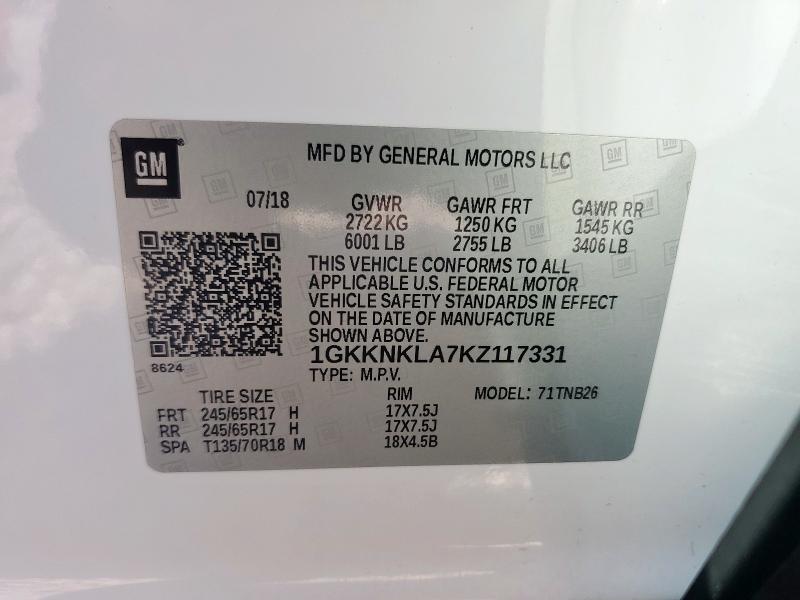 GM
MFD BY GENERAL MOTORS LLC
07/18 GVWR GAWR FRT GAWR RR
2722 KG 1250 KG 1545 KG
6001 LB 2755 LB 3406 LB
THIS VEHICLE CONFORMS TO ALL
APPLICABLE U.S. FEDERAL MOTOR
VEHICLE SAFETY STANDARDS IN EFFECT
ON THE DATE OF MANUFACTURE
SHOWN ABOVE.
1GKKNKLA7KZ117331
8624
TYPE: M.P.V.
TIRE SIZE RIM MODEL: 71TNB26
FRT 245/65R17 H 17X7.5J
RR 245/65R17 H 17X7.5J
SPA T135/70R18 M 18X4.5B